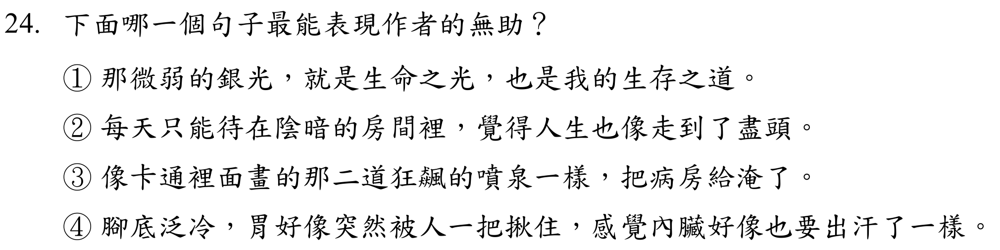 24. 下面哪一個句子最能表現作者的無助？
① 那微弱的銀光，就是生命之光，也是我的生存之道。
② 每天只能待在陰暗的房間裡，覺得人生也像走到了盡頭。
③ 像卡通裡面畫的那二道狂飆的噴泉一樣，把病房給淹了。
④ 腳底泛冷，胃好像突然被人一把揪住，感覺內臟好像也要出汗了一樣。